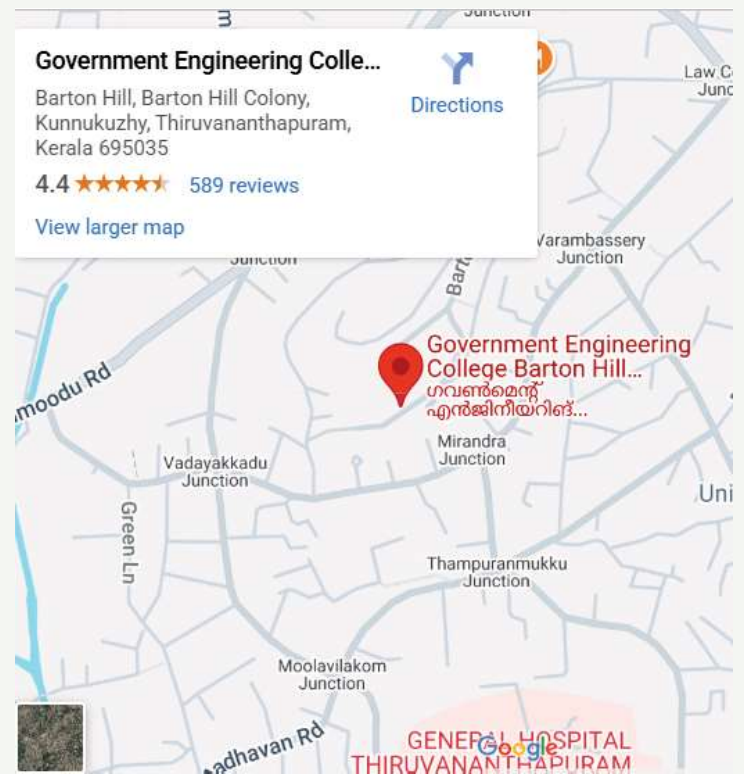 Junction
Government Engineering Colle...
Directions
Barton Hill, Barton Hill Colony,
Kunnukuzhy, Thiruvananthapuram,
Kerala 695035
4.4
589 reviews
View larger map
Law C
Junc
Junction
Varambassery
Junction
Bart
Government Engineering
College Barton Hill...
ഗവൺമെന്റ്
എൻജിനീയറിങ്...
moodu Rd
Mirandra
Junction
Vadayakkadu
Junction
Uni
Green Ln
Thampuranmukku
Junction
Moolavilakom
Junction
adhavan Rd
GENERAL HOSPITAL
THIRUVANANTHAPURAM
Google